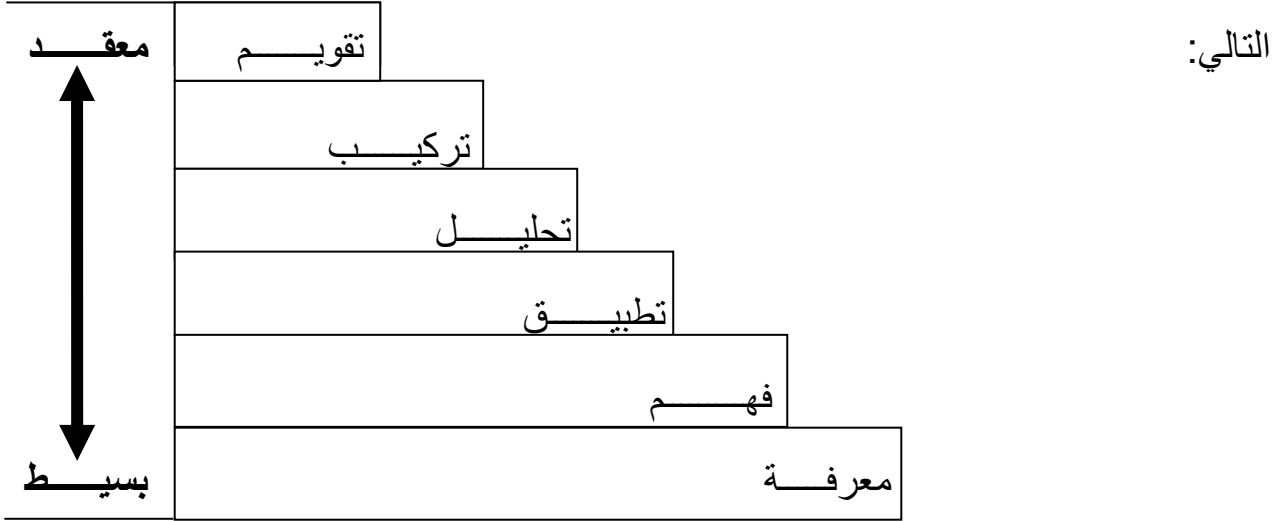 التالي:
تقويم
معقد
تركيب
تحليل
تطبيق
فهم
معرفة
بسيط